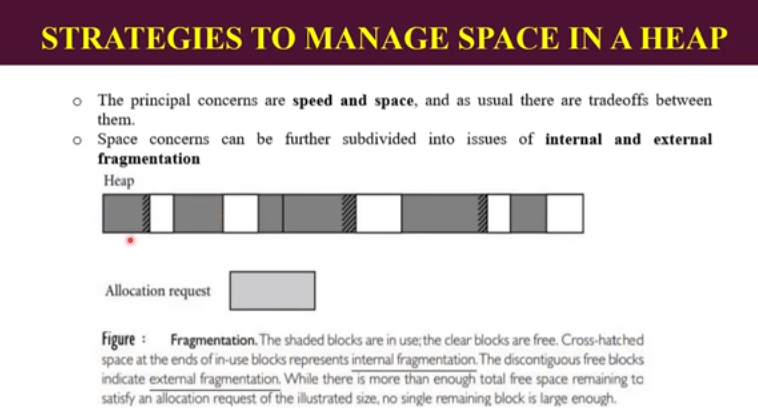 STRATEGIES TO MANAGE SPACE IN A HEAP
o The principal concerns are speed and space, and as usual there are tradeoffs between
them.
o Space concerns can be further subdivided into issues of internal and external
fragmentation
Heap
Allocation request
Figure : Fragmentation. The shaded blocks are in use; the clear blocks are free. Cross-hatched
space at the ends of in-use blocks represents internal fragmentation. The discontiguous free blocks
indicate external fragmentation. While there is more than enough total free space remaining to
satisfy an allocation request of the illustrated size, no single remaining block is large enough.